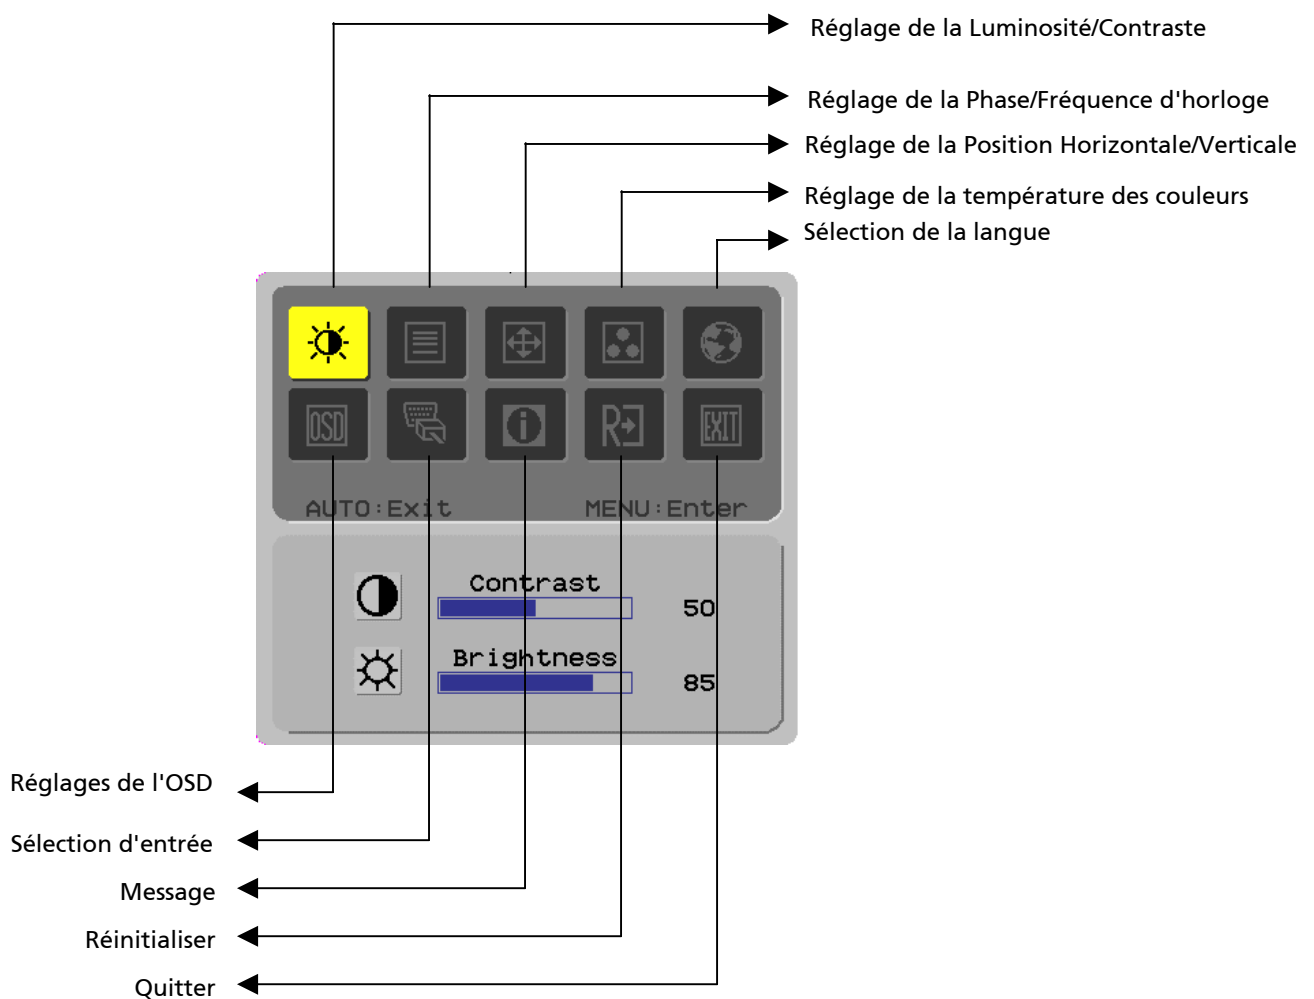 Réglage de la Luminosité/Contraste
Réglage de la Phase/Fréquence d'horloge
Réglage de la Position Horizontale/Verticale
Réglage de la température des couleurs
Sélection de la langue
OSD
i
R
EXIT
AUTO:Exit
MENU:Enter
Contrast
50
Brightness
85
Réglages de l'OSD
Sélection d'entrée
Message
Réinitialiser
Quitter